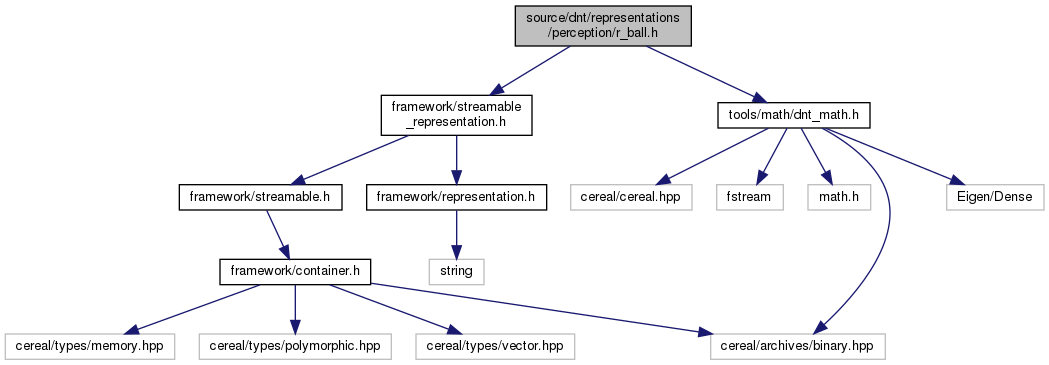 source/dnt/representations
/perception/r_ball.h
framework/streamable
_representation.h
tools/math/dnt_math.h
framework/streamable.h
framework/representation.h
cereal/cereal.hpp
fstream
math.h
Eigen/Dense
framework/container.h
string
cereal/types/memory.hpp
cereal/types/polymorphic.hpp
cereal/types/vector.hpp
cereal/archives/binary.hpp